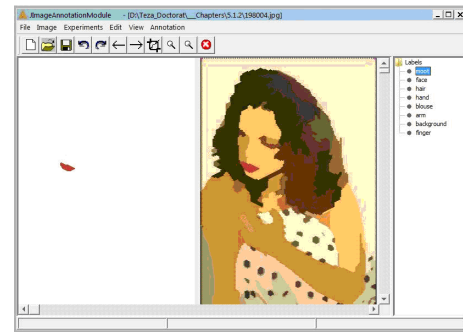 JImageAnnotationModule - [D:\Teza_Doctorat\__Chapters\5.1.2\198004.jpg)
File Image Experiments Edit View Annotation
Labels
face
hair
hand
blouse
arm
background
finger